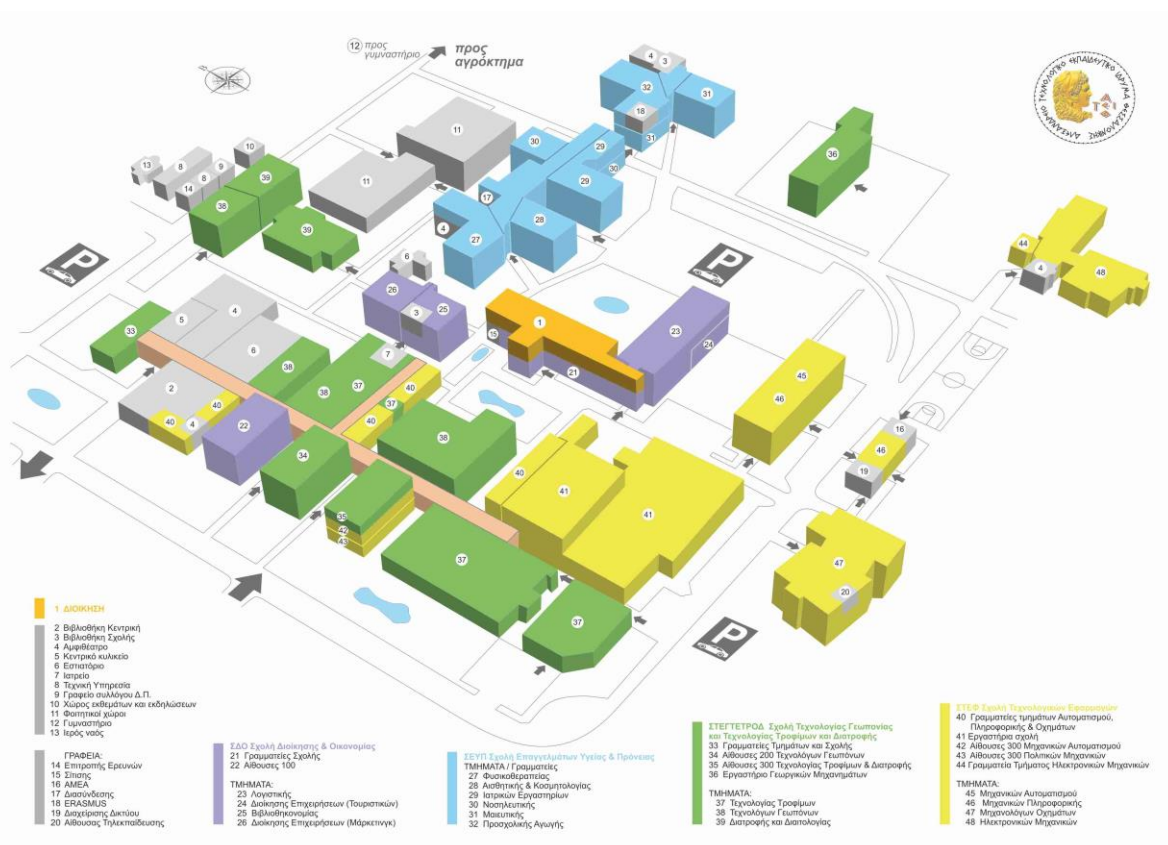 12 προς γυμναστήριο
προς αγρόκτημα
ΑΛΕΞΑΝΔΡΕΙΟ ΤΕΧΝΟΛΟΓΙΚΟ ΕΚΠΑΙΔΕΥΤΙΚΟ ΙΔΡΥΜΑ ΘΕΣΣΑΛΟΝΙΚΗΣ
P
P
P
1 ΔΙΟΙΚΗΣΗ
2 Βιβλιοθήκη Κεντρική
3 Βιβλιοθήκη Σχολής
4 Αμφιθέατρο
5 Κεντρικό κυλικείο
6 Εστιατόριο
7 Ιατρείο
8 Τεχνική Υπηρεσία
9 Γραφείο συλλόγου Δ.Π.
10 Χώρος εκθεμάτων και εκδηλώσεων
11 Φοιτητικοί χώροι
12 Γυμναστήριο
13 Ιερός ναός
ΓΡΑΦΕΙΑ:
14 Επιτροπής Ερευνών
15 Σίτισης
16 ΑΜΕΑ
17 Διασύνδεσης
18 ERASMUS
19 Διαχείρισης Δικτύου
20 Αίθουσας Τηλεκπαίδευσης
ΣΔΟ Σχολή Διοίκησης & Οικονομίας
21 Γραμματείες Σχολής
22 Αίθουσες 100
ΤΜΗΜΑΤΑ:
23 Λογιστικής
24 Διοίκησης Επιχειρήσεων (Τουριστικών)
25 Βιβλιοθηκονομίας
26 Διοίκησης Επιχειρήσεων (Μάρκετινγκ)
ΣΕΥΠ Σχολή Επαγγελμάτων Υγείας & Πρόνοιας
ΤΜΗΜΑΤΑ / Γραμματείες
27 Φυσικοθεραπείας
28 Αισθητικής & Κοσμητολογίας
29 Ιατρικών Εργαστηρίων
30 Νοσηλευτικής
31 Μαιευτικής
32 Προσχολικής Αγωγής
ΣΤΕΓΤΕΤΡΟΔ Σχολή Τεχνολογίας Γεωπονίας
και Τεχνολογίας Τροφίμων και Διατροφής
33 Γραμματείες Τμημάτων και Σχολής
34 Αίθουσες 200 Τεχνολόγων Γεωπόνων
35 Αίθουσες 300 Τεχνολογίας Τροφίμων & Διατροφής
36 Εργαστήριο Γεωργικών Μηχανημάτων
ΤΜΗΜΑΤΑ:
37 Τεχνολογίας Τροφίμων
38 Τεχνολόγων Γεωπόνων
39 Διατροφής και Διαιτολογίας
ΣΤΕΦ Σχολή Τεχνολογικών Εφαρμογών
40 Γραμματείες τμημάτων Αυτοματισμού,
Πληροφορικής & Οχημάτων
41 Εργαστήρια σχολή
42 Αίθουσες 300 Μηχανικών Αυτοματισμού
43 Αίθουσες 300 Πολιτικών Μηχανικών
44 Γραμματεία Τμήματος Ηλεκτρονικών Μηχανικών
ΤΜΗΜΑΤΑ:
45 Μηχανικών Αυτοματισμού
46 Μηχανικών Πληροφορικής
47 Μηχανολόγων Οχημάτων
48 Ηλεκτρονικών Μηχανικών